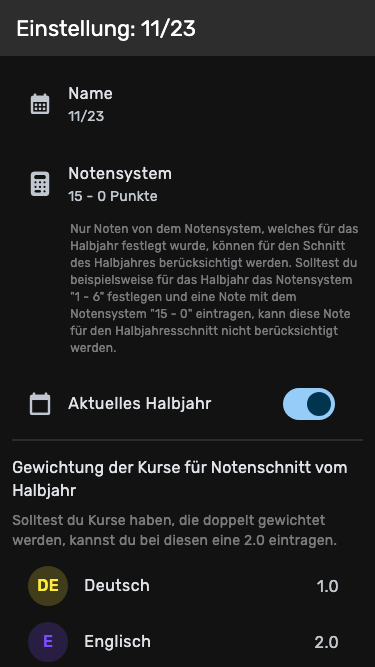 Einstellung: 11/23
Name
11/23
Notensystem
15 - 0 Punkte
Nur Noten von dem Notensystem, welches für das
Halbjahr festlegt wurde, können für den Schnitt
des Halbjahres berücksichtigt werden. Solltest du
beispielsweise für das Halbjahr das Notensystem
"1 - 6" festlegen und eine Note mit dem
Notensystem "15 - 0" eintragen, kann diese Note
für den Halbjahresschnitt nicht berücksichtigt
werden.
Aktuelles Halbjahr
Gewichtung der Kurse für Notenschnitt vom
Halbjahr
Solltest du Kurse haben, die doppelt gewichtet
werden, kannst du bei diesen eine 2.0 eintragen.
DE Deutsch 1.0
E Englisch 2.0